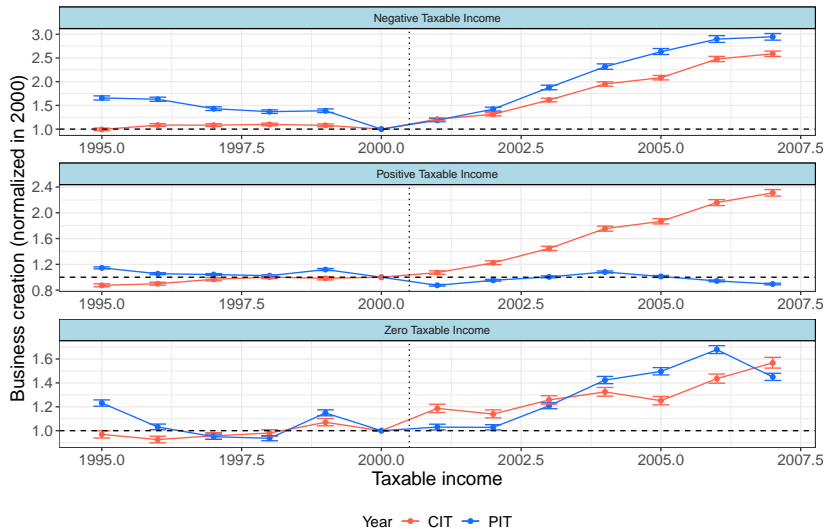 Negative Taxable Income
3.0
2.5
2.0
1.5
1.0
1995.0 1997.5 2000.0 2002.5 2005.0 2007.5
Positive Taxable Income
2.4
2.0
1.6
1.2
0.8
1995.0 1997.5 2000.0 2002.5 2005.0 2007.5
Zero Taxable Income
1.6
1.4
1.2
1.0
1995.0 1997.5 2000.0 2002.5 2005.0 2007.5
Business creation (normalized in 2000)
Taxable income
Year CIT PIT